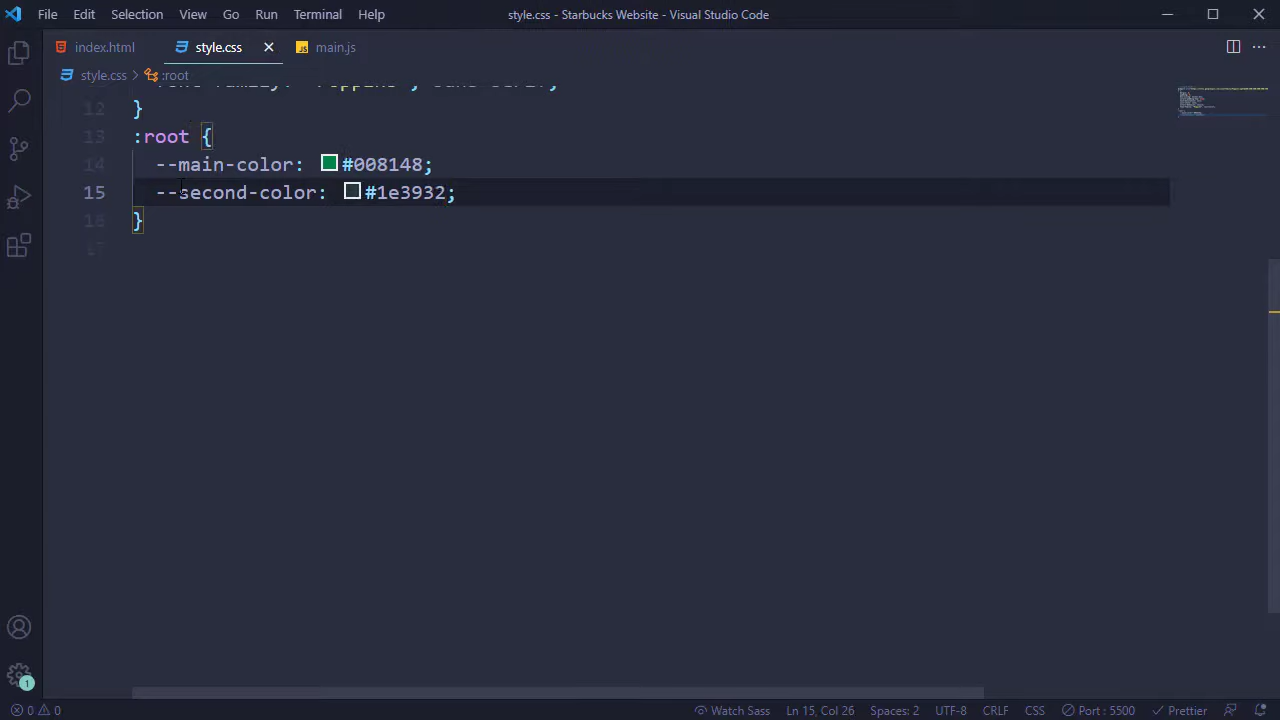 File Edit Selection View Go Run Terminal Help
style.css - Starbucks Website - Visual Studio Code
index.html
style.css
JS main.js
style.css > :root
12 }
13 :root {
14 --main-color: #008148;
15 --second-color: #1e3932;
16 }
17
1
0 0
Watch Sass
Ln 15, Col 26
Spaces: 2
UTF-8
CRLF
CSS
Port : 5500
Prettier